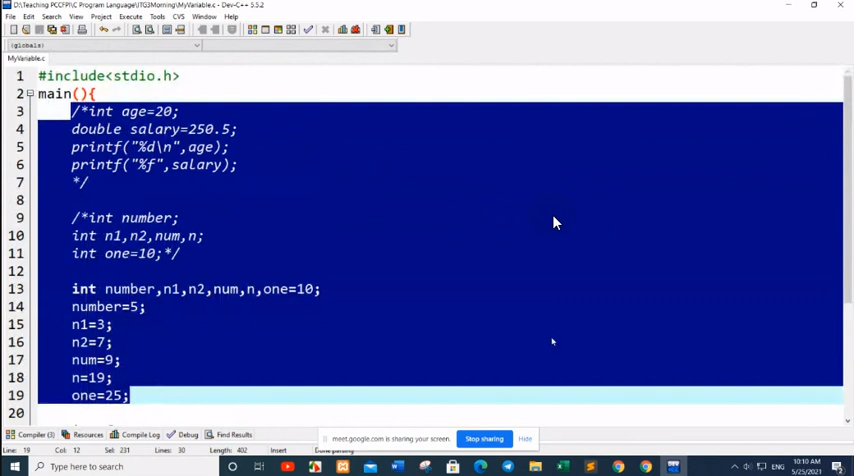 D:\Teaching PCCFP\C Program Language\ITG3Morning\MyVariable.c - Dev-C++ 5.5.2
File Edit Search View Project Execute Tools CVS Window Help
(globals)
MyVariable.c
1 #include<stdio.h>
2 main(){
3 /*int age=20;
4 double salary=250.5;
5 printf("%d\n",age);
6 printf("%f",salary);
7 */
8
9 /*int number;
10 int n1,n2,num,n;
11 int one=10;*/
12
13 int number,n1,n2,num,n,one=10;
14 number=5;
15 n1=3;
16 n2=7;
17 num=9;
18 n=19;
19 one=25;
20
Compiler (3) Resources Compile Log Debug Find Results
meet.google.com is sharing your screen. Stop sharing Hide
Line: 19 Col: 12 Sel: 231 Lines: 30 Length: 402 Insert
Type here to search
ENG
10:10 AM
5/25/2021